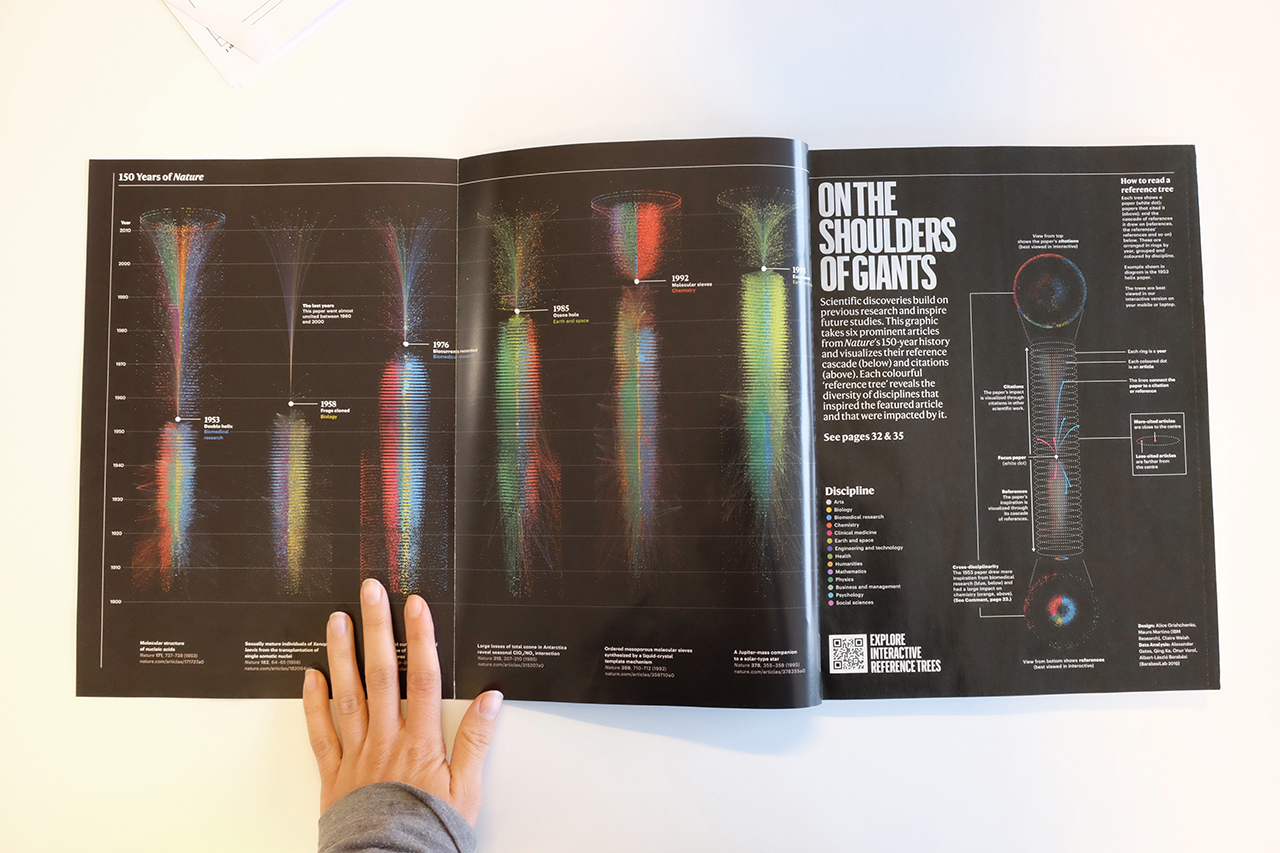 150 Years of Nature
Year
2010
2000
1990
1980
1970
1960
1950
1940
1930
1920
1910
1900
1953
Double helix
Biomedical
research
The lost years
This paper went almost
uncited between 1960
and 2000
1958
Frogs cloned
Biology
1976
Biocurrents recorded
Biomedical
1985
Ozone hole
Earth and space
1992
Molecular sieves
Chemistry
Molecular structure
of nucleic acids
Nature 171, 737–738 (1953)
nature.com/articles/171737a0
Sexually mature individuals of Xenopus
laevis from the transplantation of
single somatic nuclei
Nature 182, 64–65 (1958)
Large losses of total ozone in Antarctica
reveal seasonal ClOx/NOx interaction
Nature 315, 207–210 (1985)
nature.com/articles/315207a0
Ordered mesoporous molecular sieves
synthesized by a liquid-crystal
template mechanism
Nature 359, 710–712 (1992)
nature.com/articles/359710a0
A Jupiter-mass companion
to a solar-type star
Nature 378, 355–359 (1995)
nature.com/articles/378355a0
ON THE
SHOULDERS
OF GIANTS
Scientific discoveries build on
previous research and inspire
future studies. This graphic
takes six prominent articles
from Nature's 150-year history
and visualizes their reference
cascade (below) and citations
(above). Each colourful
'reference tree' reveals the
diversity of disciplines that
inspired the featured article
and that were impacted by it.
See pages 32 & 35
Discipline
Arts
Biology
Biomedical research
Chemistry
Clinical medicine
Earth and space
Engineering and technology
Health
Humanities
Mathematics
Physics
Business and management
Psychology
Social sciences
EXPLORE
INTERACTIVE
REFERENCE TREES
View from top
shows the paper's citations
(best viewed in interactive)
Citations
The paper's impact
is visualized through
citations in other
scientific work.
Focus paper
(white dot)
References
The paper's
inspiration is
visualized through
its cascade
of references.
Cross-disciplinarity
The 1953 paper drew more
inspiration from biomedical
research (blue, below) and
had a large impact on
chemistry (orange, above).
(See Comment, page 32.)
View from bottom shows references
(best viewed in interactive)
Each ring is a year
Each coloured dot
is an article
The lines connect the
paper to a citation
or reference
More-cited articles
are close to the centre
Less-cited articles
are farther from
the centre
How to read a
reference tree
Each tree shows a
paper (white dot);
papers that cited it
(above); and the
cascade of references
it drew on (references,
the references'
references and so on)
below. These are
arranged in rings by
year, grouped and
coloured by discipline.
Example shown in
diagram is the 1953
helix paper.
The trees are best
viewed in our
interactive version on
your mobile or laptop.
Design: Alice Grishchenko,
Mauro Martino (IBM
Research), Claire Welsh
Data Analysis: Alexander
Gates, Qing Ke, Onur Varol,
Albert-László Barabási
(BarabásiLab 2019)